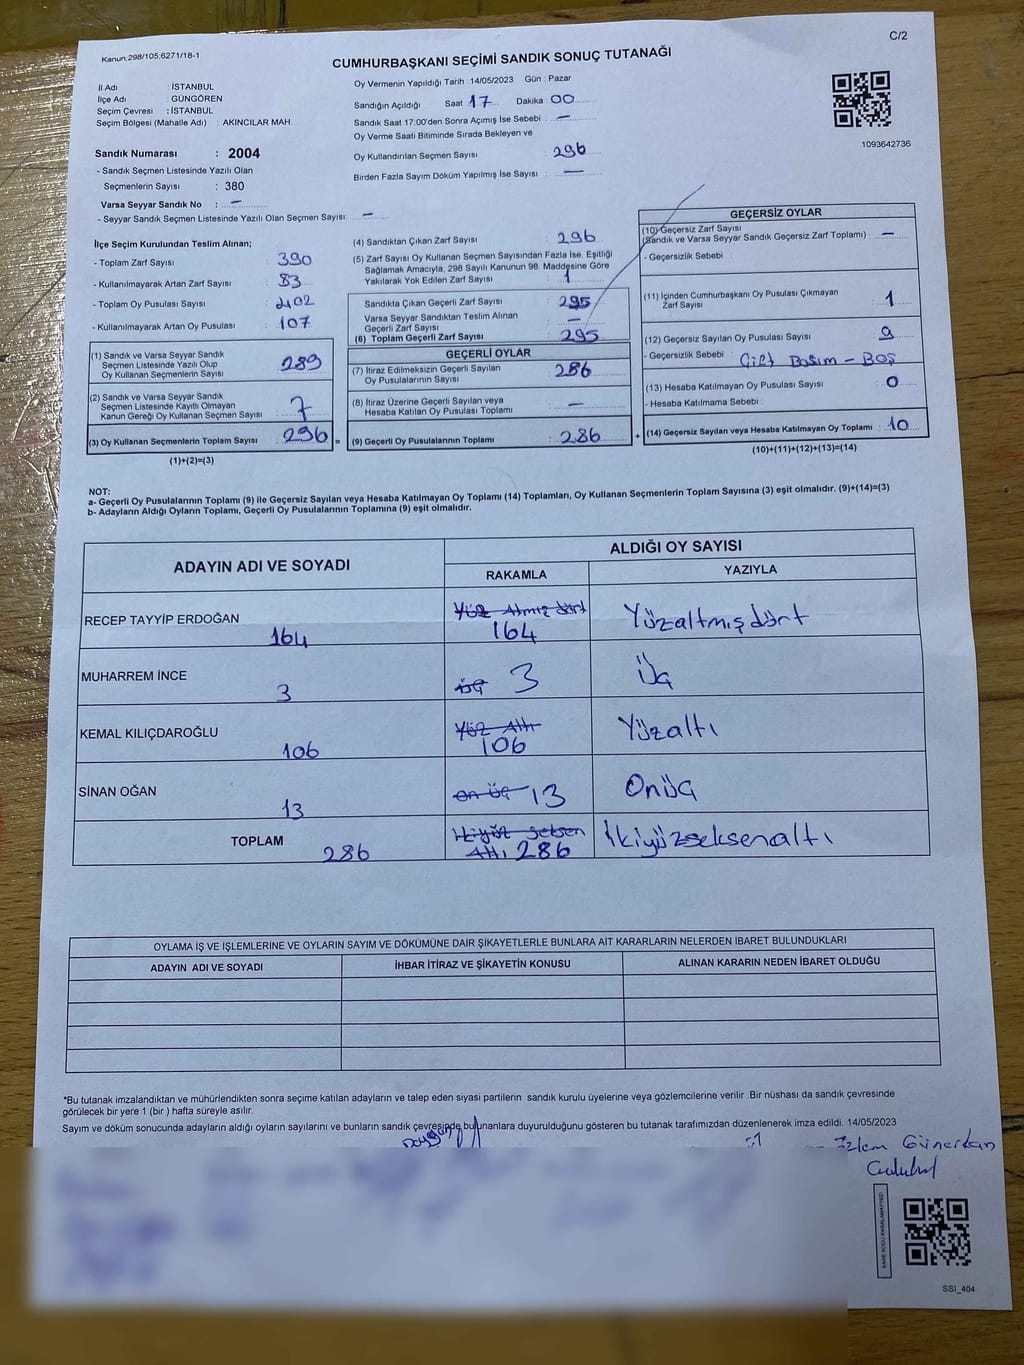 Kanun;298/105;6271/18-1
C/2
CUMHURBAŞKANI SEÇİMİ SANDIK SONUÇ TUTANAĞI
İl Adı : İSTANBUL
İlçe Adı : GÜNGÖREN
Seçim Çevresi : İSTANBUL
Seçim Bölgesi (Mahalle Adı) : AKINCILAR MAH.
Sandık Numarası : 2004
- Sandık Seçmen Listesinde Yazılı Olan
Seçmenlerin Sayısı : 380
Varsa Seyyar Sandık No : —
- Seyyar Sandık Seçmen Listesinde Yazılı Olan Seçmen Sayısı: —
Oy Vermenin Yapıldığı Tarih : 14/05/2023 Gün : Pazar
Sandığın Açıldığı Saat 17 Dakika 00
Sandık Saat 17:00'den Sonra Açmış İse Sebebi : —
Oy Verme Saati Bitiminde Sırada Bekleyen ve
Oy Kullandırılan Seçmen Sayısı 296
Birden Fazla Sayım Döküm Yapılmış İse Sayısı : —
1093642736
İlçe Seçim Kurulundan Teslim Alınan;
- Toplam Zarf Sayısı : 390
- Kullanılmayarak Artan Zarf Sayısı : 83
- Toplam Oy Pusulası Sayısı : 402
- Kullanılmayarak Artan Oy Pusulası : 107
(1) Sandık ve Varsa Seyyar Sandık
Seçmen Listesinde Yazılı Olup
Oy Kullanan Seçmenlerin Sayısı : 289
(2) Sandık ve Varsa Seyyar Sandık
Seçmen Listesinde Kayıtlı Olmayan
Kanun Gereği Oy Kullanan Seçmen Sayısı : 7
(3) Oy Kullanan Seçmenlerin Toplam Sayısı : 296 =
(1)+(2)=(3)
(4) Sandıktan Çıkan Zarf Sayısı : 296
(5) Zarf Sayısı Oy Kullanan Seçmen Sayısından Fazla İse, Eşitliği
Sağlamak Amacıyla, 298 Sayılı Kanunun 98. Maddesine Göre
Yakılarak Yok Edilen Zarf Sayısı : 1
Sandıkta Çıkan Geçerli Zarf Sayısı : 295
Varsa Seyyar Sandıktan Teslim Alınan
Geçerli Zarf Sayısı : —
(6) Toplam Geçerli Zarf Sayısı : 295
GEÇERLİ OYLAR
(7) İtiraz Edilmeksizin Geçerli Sayılan
Oy Pusulalarının Sayısı : 286
(8) İtiraz Üzerine Geçerli Sayılan veya
Hesaba Katılan Oy Pusulası Toplamı : —
(9) Geçerli Oy Pusulalarının Toplamı : 286 +
GEÇERSİZ OYLAR
(10) Geçersiz Zarf Sayısı
(Sandık ve Varsa Seyyar Sandık Geçersiz Zarf Toplamı) : —
- Geçersizlik Sebebi :
(11) İçinden Cumhurbaşkanı Oy Pusulası Çıkmayan
Zarf Sayısı : 1
(12) Geçersiz Sayılan Oy Pusulası Sayısı : 9
- Geçersizlik Sebebi : Çift Basım - BOŞ
(13) Hesaba Katılmayan Oy Pusulası Sayısı : 0
- Hesaba Katılmama Sebebi :
(14) Geçersiz Sayılan veya Hesaba Katılmayan Oy Toplamı : 10
(10)+(11)+(12)+(13)=(14)
NOT:
a- Geçerli Oy Pusulalarının Toplamı (9) ile Geçersiz Sayılan veya Hesaba Katılmayan Oy Toplamı (14) Toplamları, Oy Kullanan Seçmenlerin Toplam Sayısına (3) eşit olmalıdır. (9)+(14)=(3)
b- Adayların Aldığı Oyların Toplamı, Geçerli Oy Pusulalarının Toplamına (9) eşit olmalıdır.
ADAYIN ADI VE SOYADI
ALDIĞI OY SAYISI
RAKAMLA
YAZIYLA
RECEP TAYYİP ERDOĞAN 164
Yüz Atmış dört
164
Yüzaltmışdört
MUHARREM İNCE 3
üç 3
Üç
KEMAL KILIÇDAROĞLU 106
Yüz Altı
106
Yüzaltı
SİNAN OĞAN 13
on üç 13
Onüç
TOPLAM 286
İkiyüz Seksen
Altı 286
İkiyüzseksenaltı
OYLAMA İŞ VE İŞLEMLERİNE VE OYLARIN SAYIM VE DÖKÜMÜNE DAİR ŞİKAYETLERLE BUNLARA AİT KARARLARIN NELERDEN İBARET BULUNDUKLARI
ADAYIN ADI VE SOYADI
İHBAR İTİRAZ VE ŞİKAYETİN KONUSU
ALINAN KARARIN NEDEN İBARET OLDUĞU
*Bu tutanak imzalandıktan ve mühürlendikten sonra seçime katılan adayların ve talep eden siyasi partilerin sandık kurulu üyelerine veya gözlemcilerine verilir .Bir nüshası da sandık çevresinde
görülecek bir yere 1 (bir ) hafta süreyle asılır.
Sayım ve döküm sonucunda adayların aldığı oyların sayılarını ve bunların sandık çevresinde bulunanlara duyurulduğunu gösteren bu tutanak tarafımızdan düzenlenerek imza edildi. 14/05/2023
SSI_404